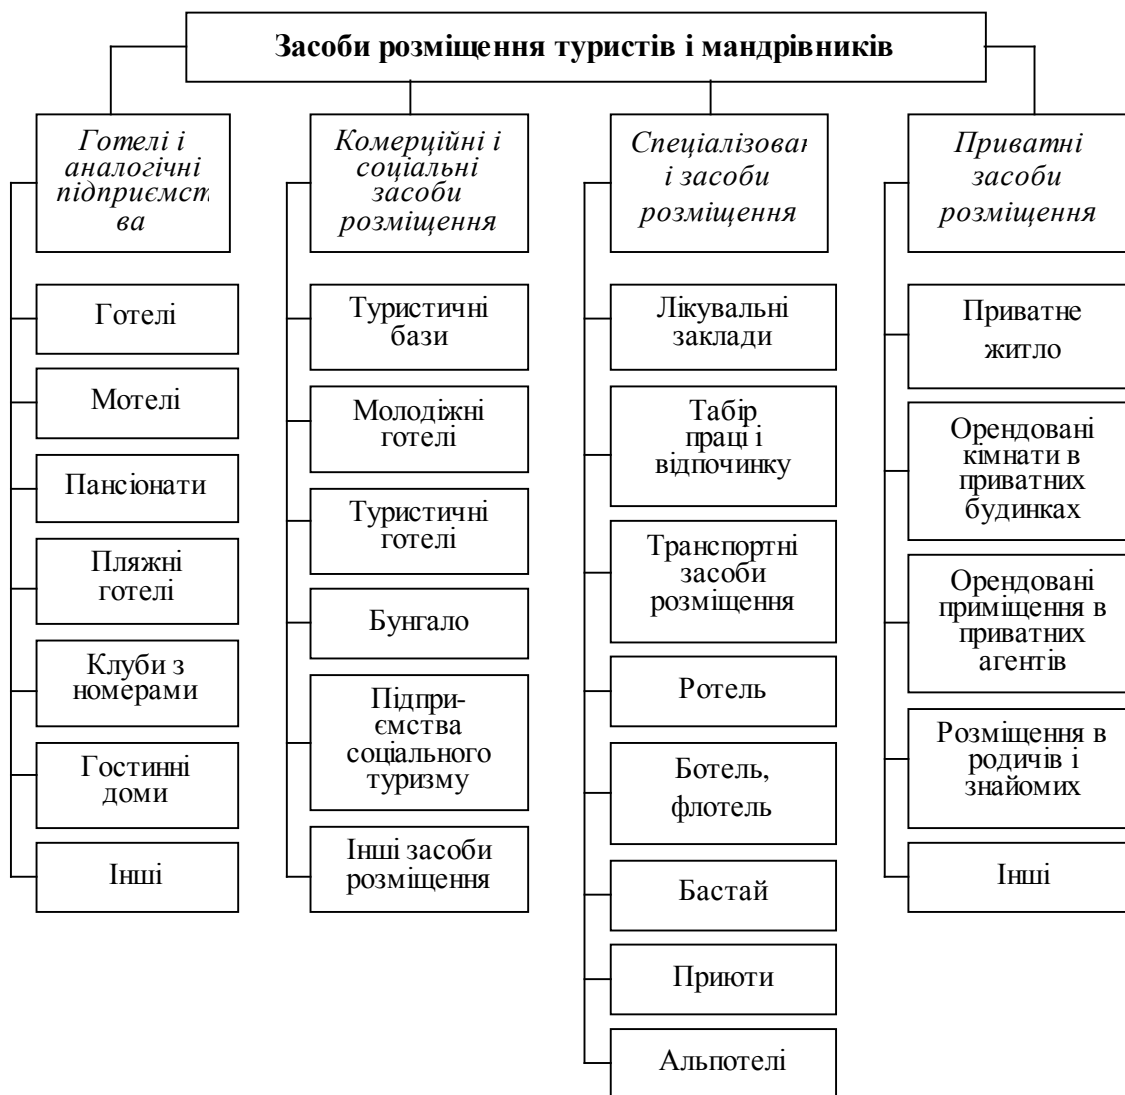 Засоби розміщення туристів і мандрівників
Готелі і
аналогічні
підприємст
ва
Готелі
Мотелі
Пансіонати
Пляжні
готелі
Клуби з
номерами
Гостинні
доми
Інші
Комерційні і
соціальні
засоби
розміщення
Туристичні
бази
Молодіжні
готелі
Туристичні
готелі
Бунгало
Підпри-
ємства
соціального
туризму
Інші засоби
розміщення
Спеціалізован
і засоби
розміщення
Лікувальні
заклади
Табір
праці і
відпочинку
Транспортні
засоби
розміщення
Ротель
Ботель,
флотель
Бастай
Приюти
Альпотелі
Приватні
засоби
розміщення
Приватне
житло
Орендовані
кімнати в
приватних
будинках
Орендовані
приміщення в
приватних
агентів
Розміщення в
родичів і
знайомих
Інші